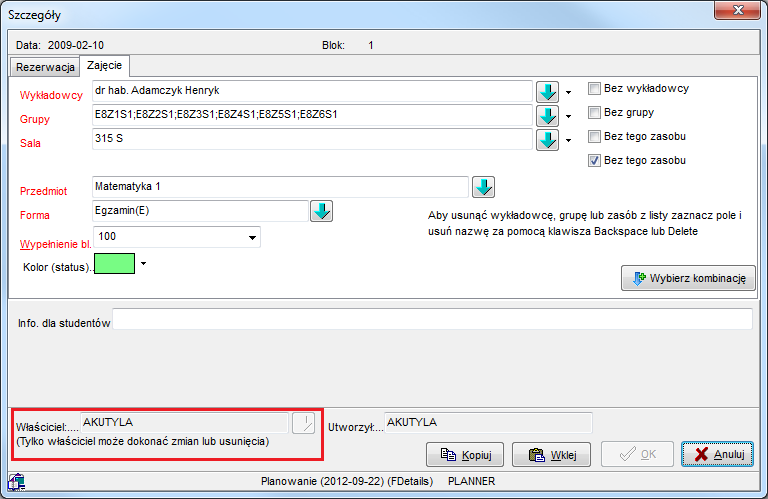 Szczegóły
Data: 2009-02-10 Blok: 1
Rezerwacja Zajęcie
Wykładowcy dr hab. Adamczyk Henryk Bez wykładowcy
Grupy E8Z1S1;E8Z2S1;E8Z3S1;E8Z4S1;E8Z5S1;E8Z6S1 Bez grupy
Sala 315 S Bez tego zasobu
Bez tego zasobu
Przedmiot Matematyka 1
Forma Egzamin(E)
Aby usunąć wykładowcę, grupę lub zasób z listy zaznacz pole i
usuń nazwę za pomocą klawisza Backspace lub Delete
Wypełnienie bl. 100
Kolor (status)..
Wybierz kombinację
Info. dla studentów
Właściciel:.... AKUTYLA Utworzył:... AKUTYLA
(Tylko właściciel może dokonać zmian lub usunięcia)
Kopiuj Wklej OK Anuluj
Planowanie (2012-09-22) (FDetails) PLANNER